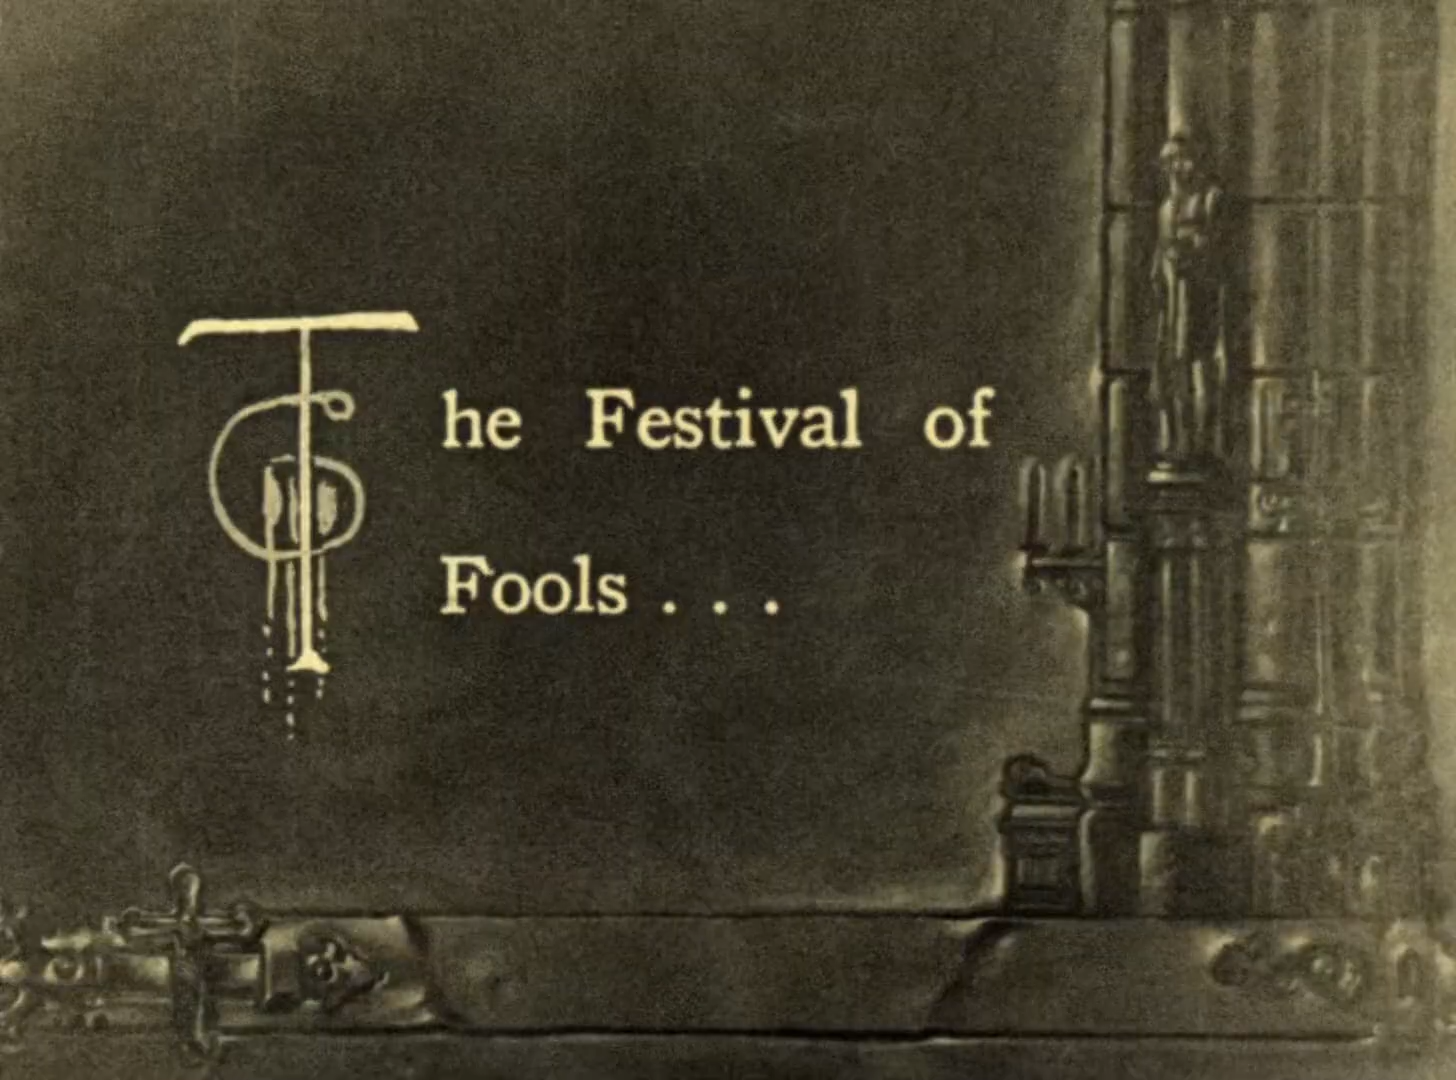 The Festival of
Fools . . .